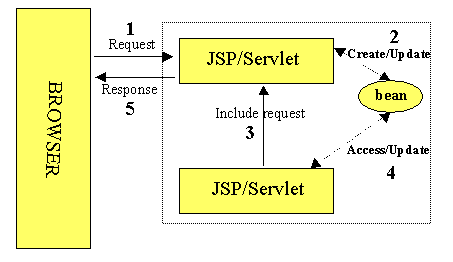 BROWSER
1
Request
Response
5
JSP/Servlet
2
Create/Update
bean
Include request
3
Access/Update
4
JSP/Servlet